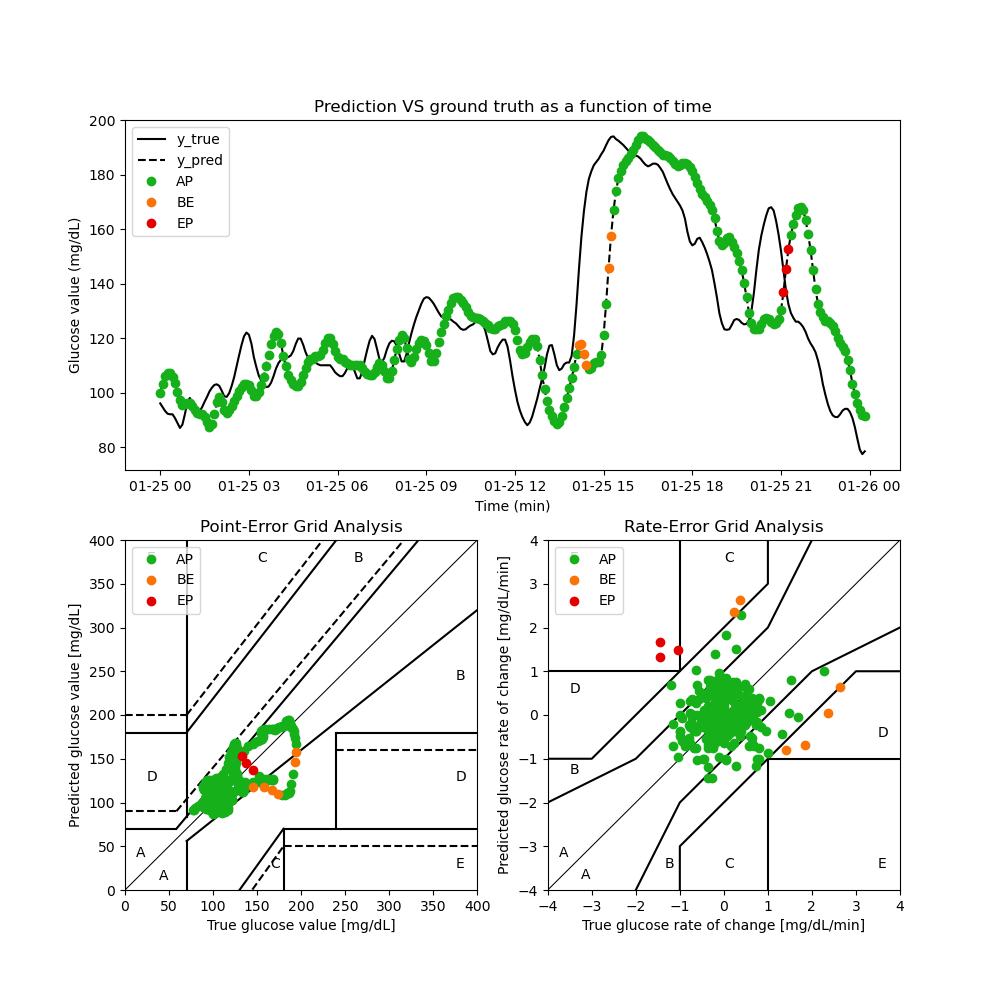 Prediction VS ground truth as a function of time
Glucose value (mg/dL)
200
180
160
140
120
100
80
y_true
y_pred
AP
BE
EP
01-25 00 01-25 03 01-25 06 01-25 09 01-25 12 01-25 15 01-25 18 01-25 21 01-26 00
Time (min)
Point-Error Grid Analysis
Predicted glucose value [mg/dL]
400
350
300
250
200
150
100
50
0
AP
BE
EP
C
B
B
D
D
A
A
C
E
0 50 100 150 200 250 300 350 400
True glucose value [mg/dL]
Rate-Error Grid Analysis
Predicted glucose rate of change [mg/dL/min]
4
3
2
1
0
−1
−2
−3
−4
AP
BE
EP
C
D
D
B
A
A
B
C
E
−4 −3 −2 −1 0 1 2 3 4
True glucose rate of change [mg/dL/min]